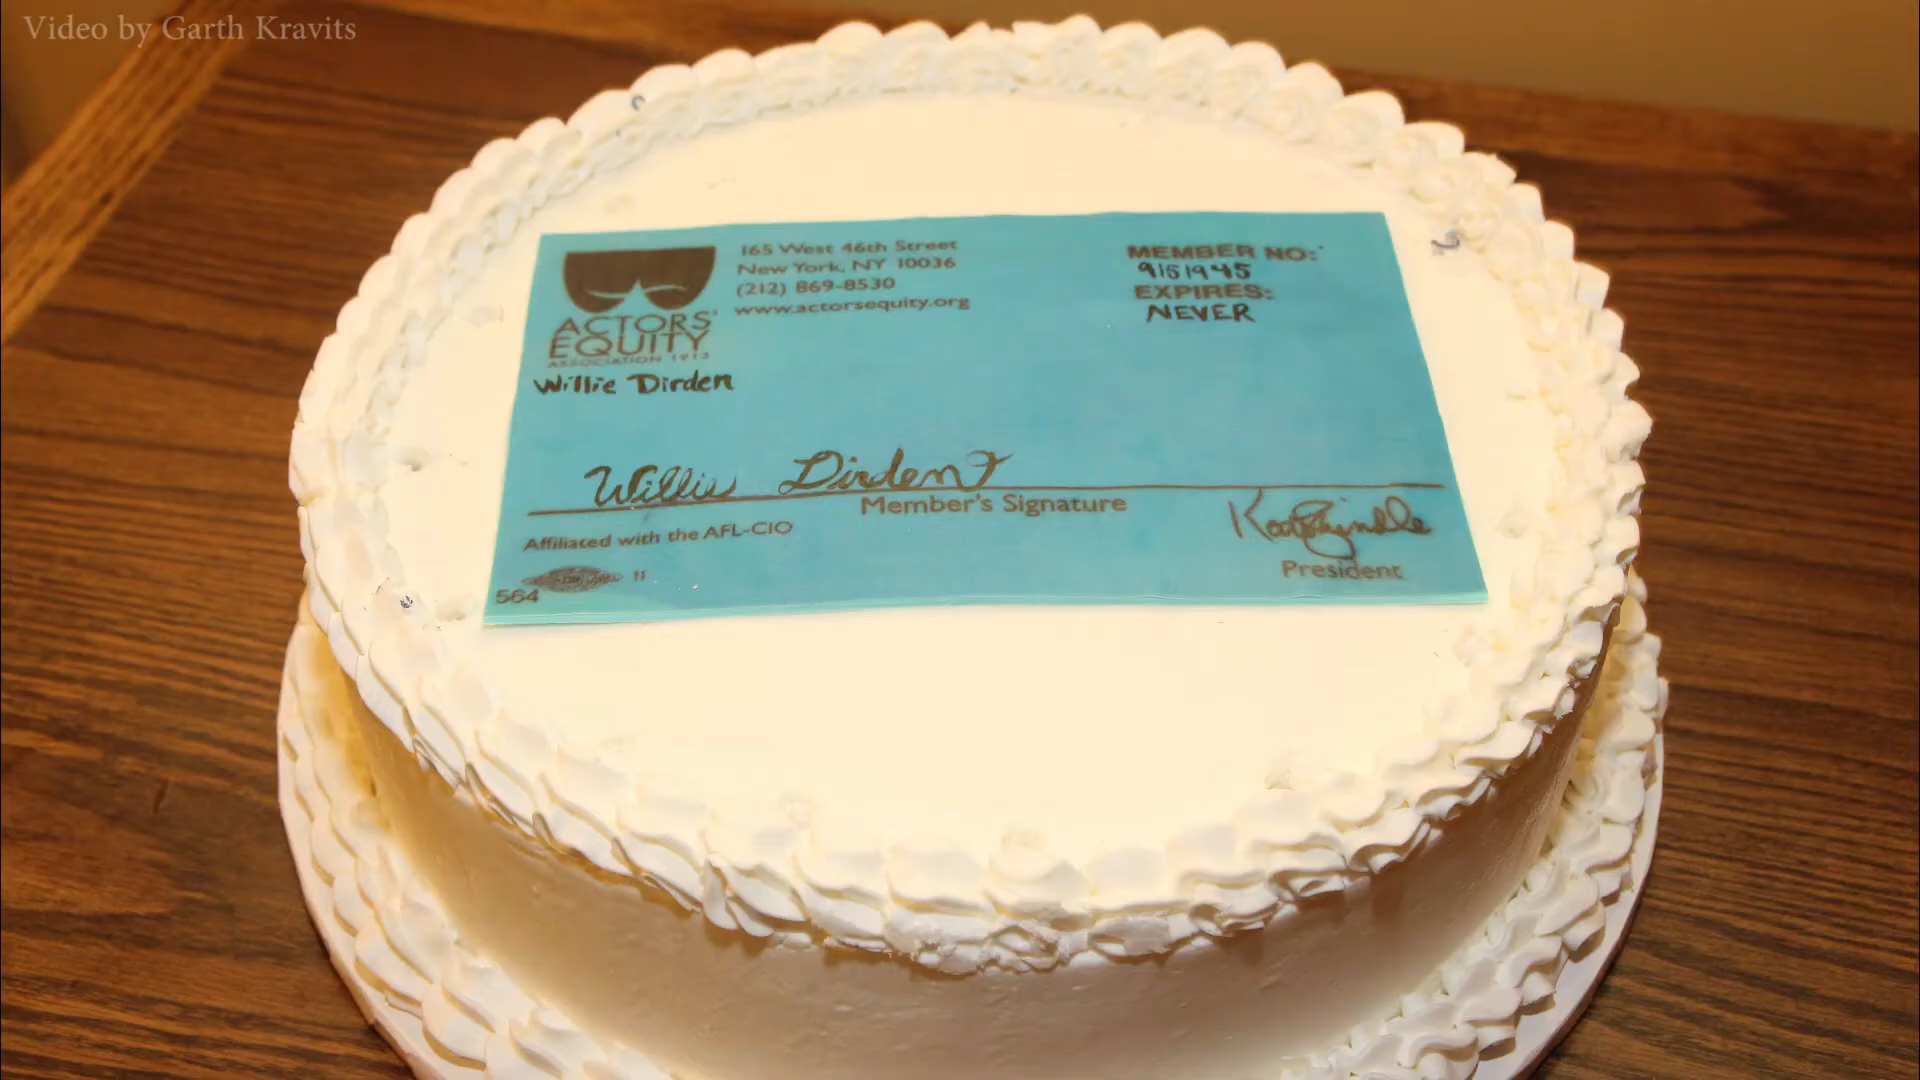 Video by Garth Kravits
165 West 46th Street
New York, NY 10036
(212) 869-8530
www.actorsequity.org
MEMBER NO:
9151945
EXPIRES:
NEVER
ACTORS'
EQUITY
ASSOCIATION 1913
Willie Dirden
Willie Dirden
Member's Signature
Affiliated with the AFL-CIO
President
11
564